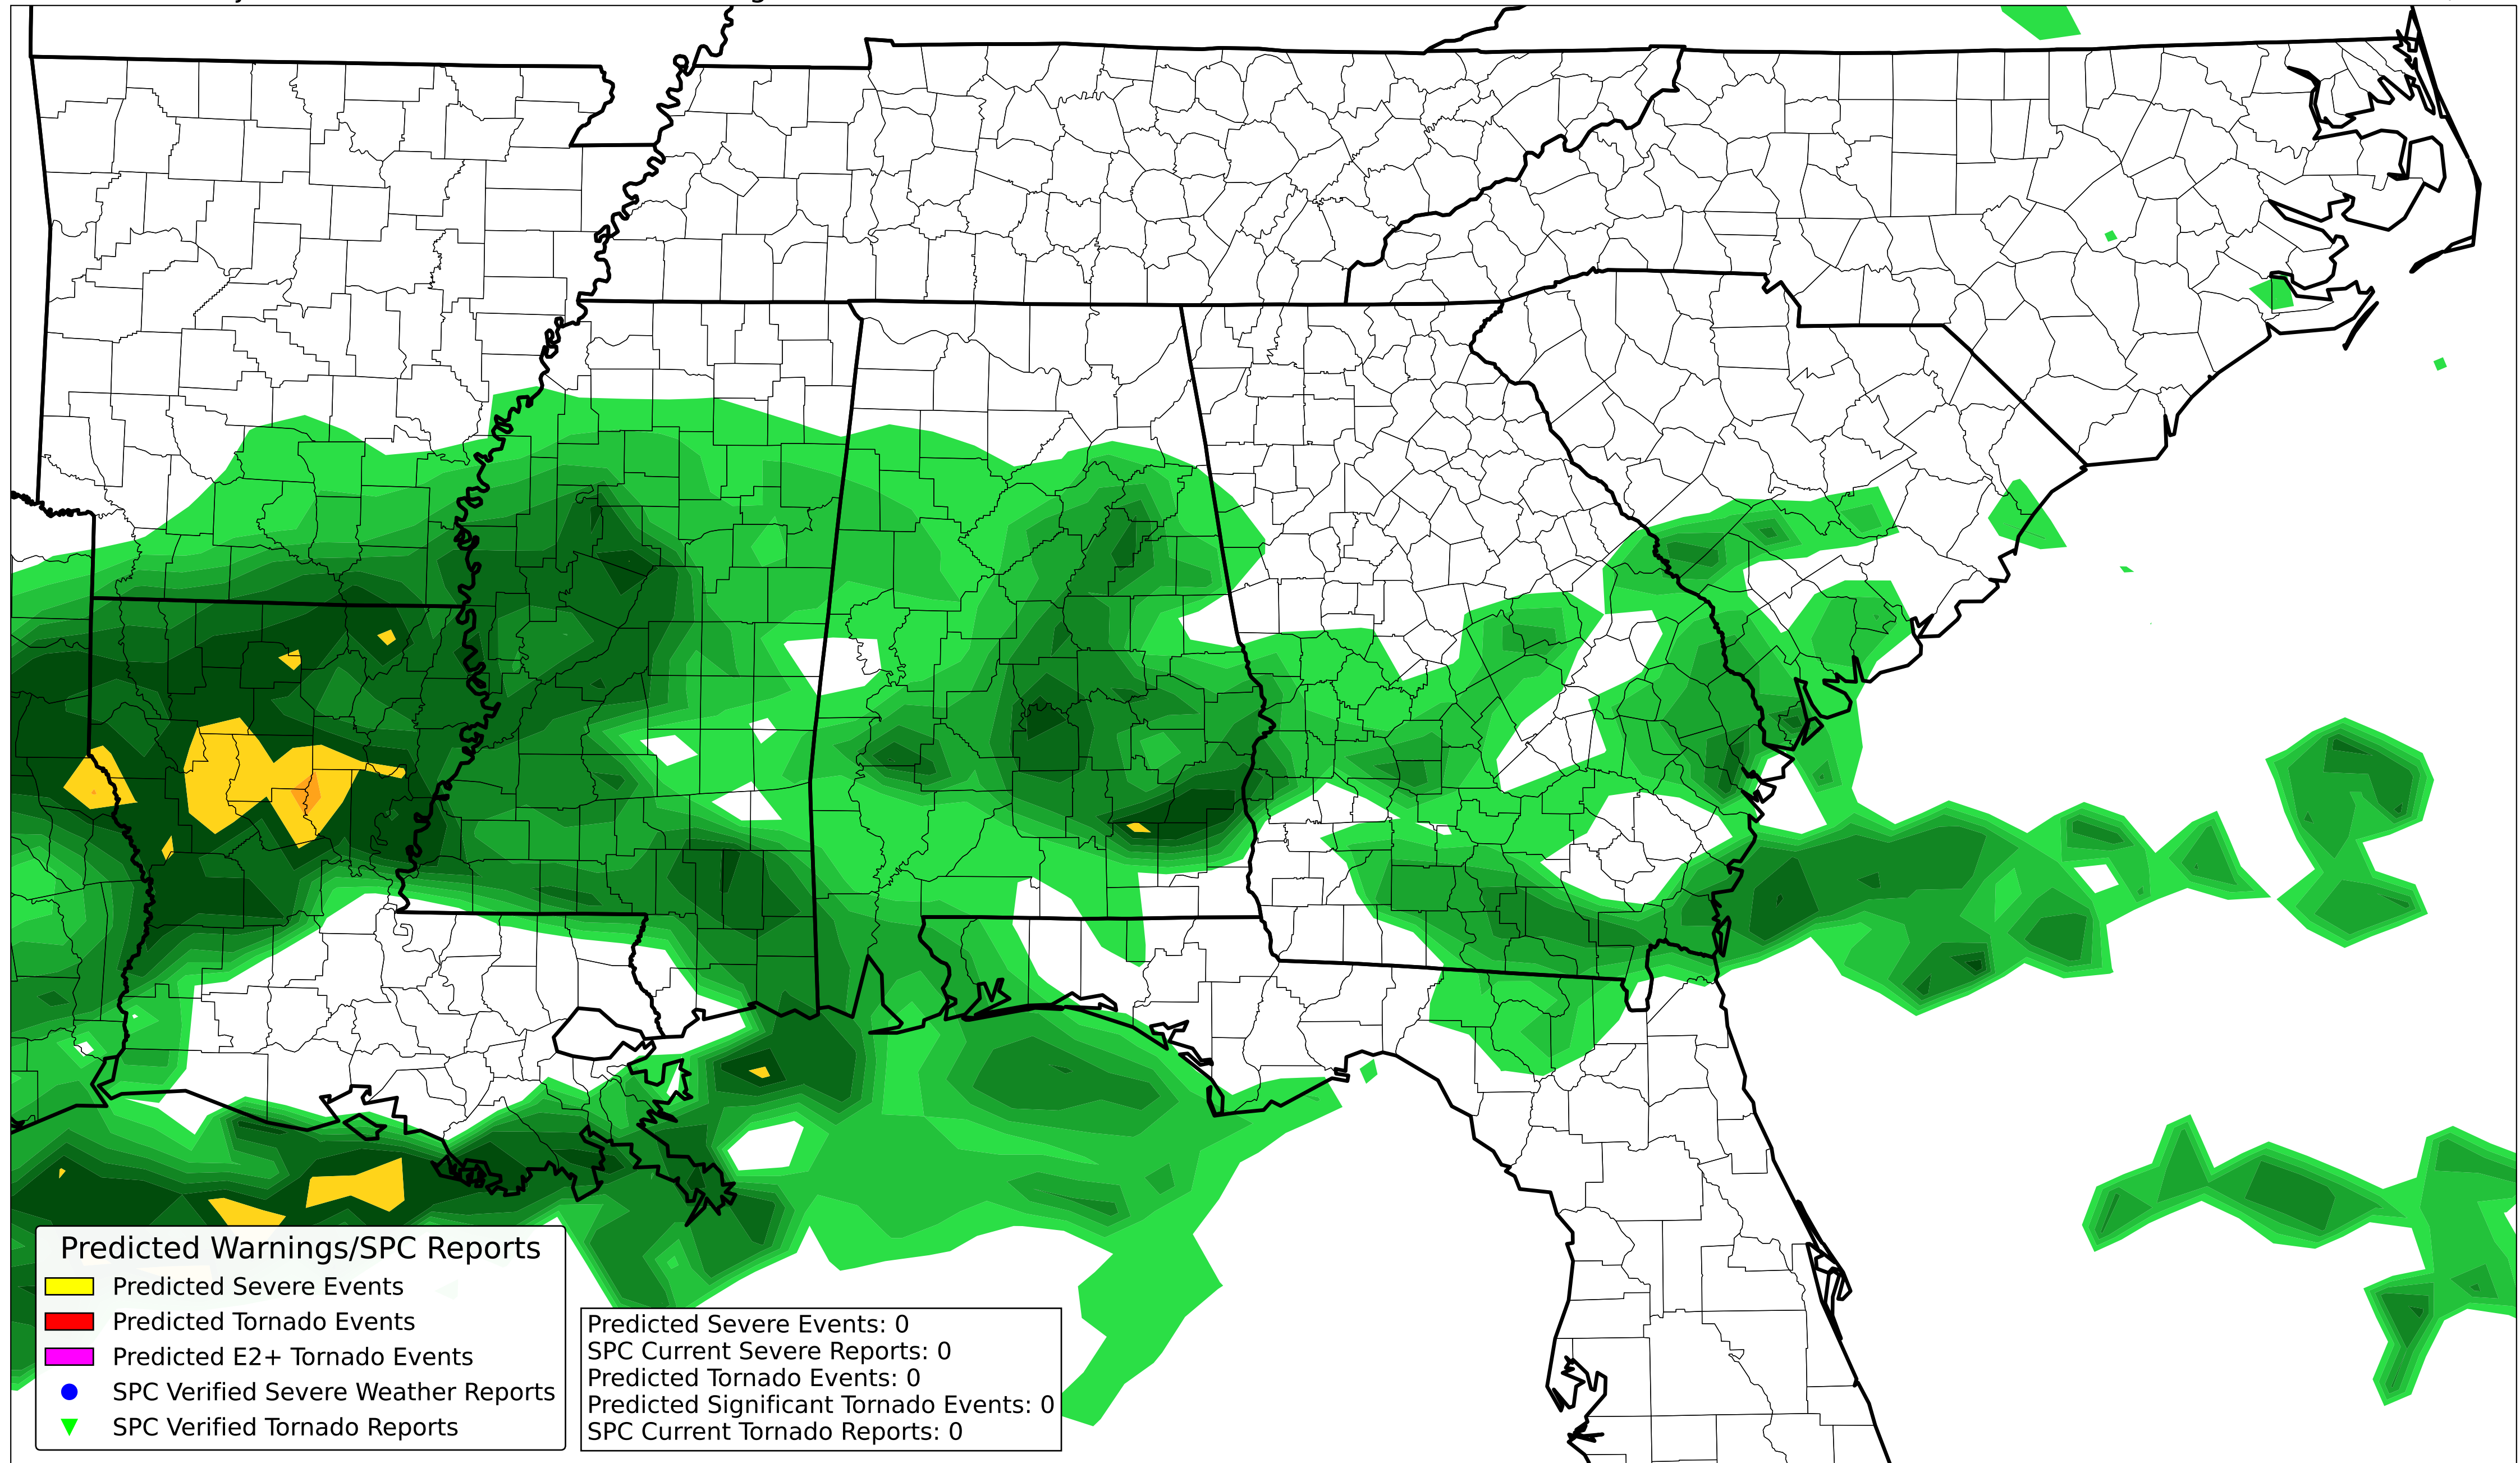 Predicted Warnings/SPC Reports
Predicted Severe Events
Predicted Tornado Events
Predicted E2+ Tornado Events
SPC Verified Severe Weather Reports
SPC Verified Tornado Reports
Predicted Severe Events: 0
SPC Current Severe Reports: 0
Predicted Tornado Events: 0
Predicted Significant Tornado Events: 0
SPC Current Tornado Reports: 0